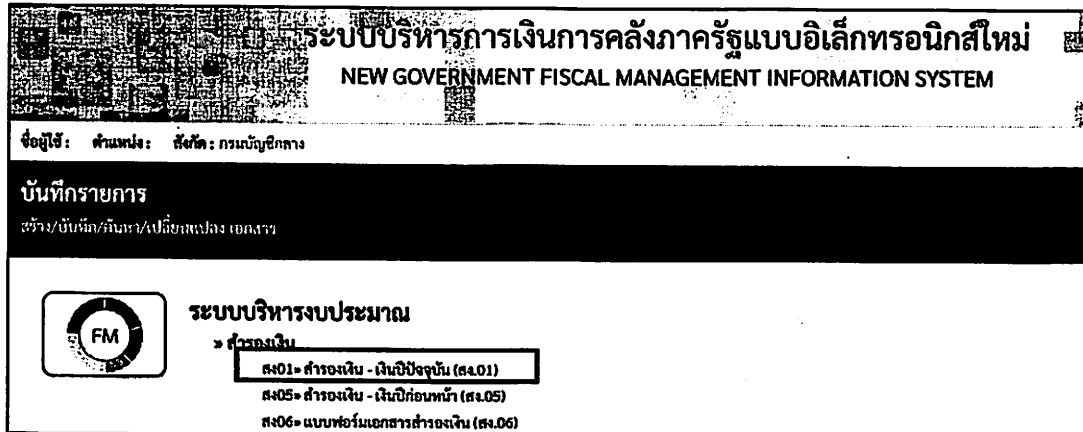 ระบบบริหารการเงินการคลังภาครัฐแบบอิเล็กทรอนิกส์ใหม่
NEW GOVERNMENT FISCAL MANAGEMENT INFORMATION SYSTEM
ชื่อผู้ใช้ : ตำแหน่ง : สังกัด : กรมบัญชีกลาง
บันทึกรายการ
สร้าง/บันทึก/ค้นหา/เปลี่ยนแปลง เอกสาร
FM
ระบบบริหารงบประมาณ
» สำรองเงิน
สง01» สำรองเงิน - เงินปีปัจจุบัน (สง.01)
สง05» สำรองเงิน - เงินปีก่อนหน้า (สง.05)
สง06» แบบฟอร์มเอกสารสำรองเงิน (สง.06)